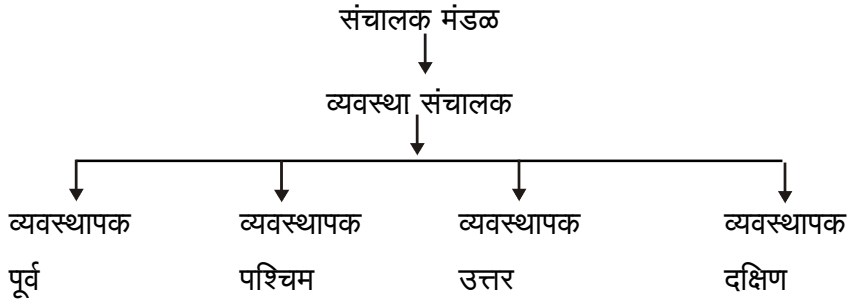 संचालक मंडळ
व्यवस्था संचालक
व्यवस्थापक व्यवस्थापक व्यवस्थापक व्यवस्थापक
पूर्व पश्चिम उत्तर दक्षिण